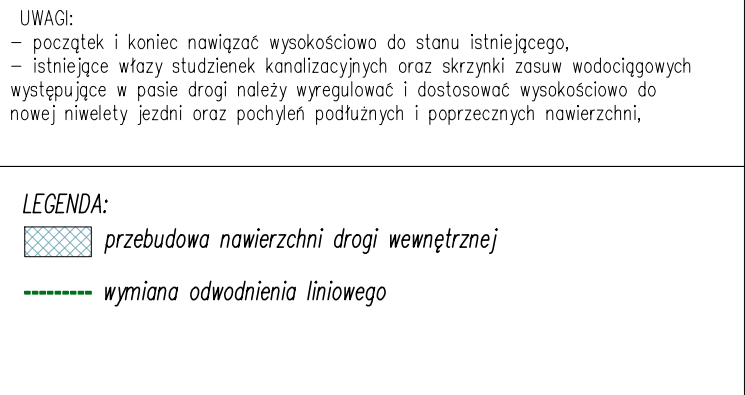 UWAGI:
– początek i koniec nawiązać wysokościowo do stanu istniejącego,
– istniejące włazy studzienek kanalizacyjnych oraz skrzynki zasuw wodociągowych
występujące w pasie drogi należy wyregulować i dostosować wysokościowo do
nowej niwelety jezdni oraz pochyleń podłużnych i poprzecznych nawierzchni,
LEGENDA:
przebudowa nawierzchni drogi wewnętrznej
wymiana odwodnienia liniowego